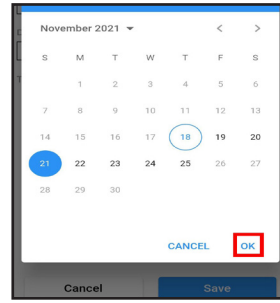 November 2021
S M T W T F S
1 2 3 4 5 6
7 8 9 10 11 12 13
14 15 16 17 18 19 20
21 22 23 24 25 26 27
28 29 30
CANCEL OK
Cancel Save